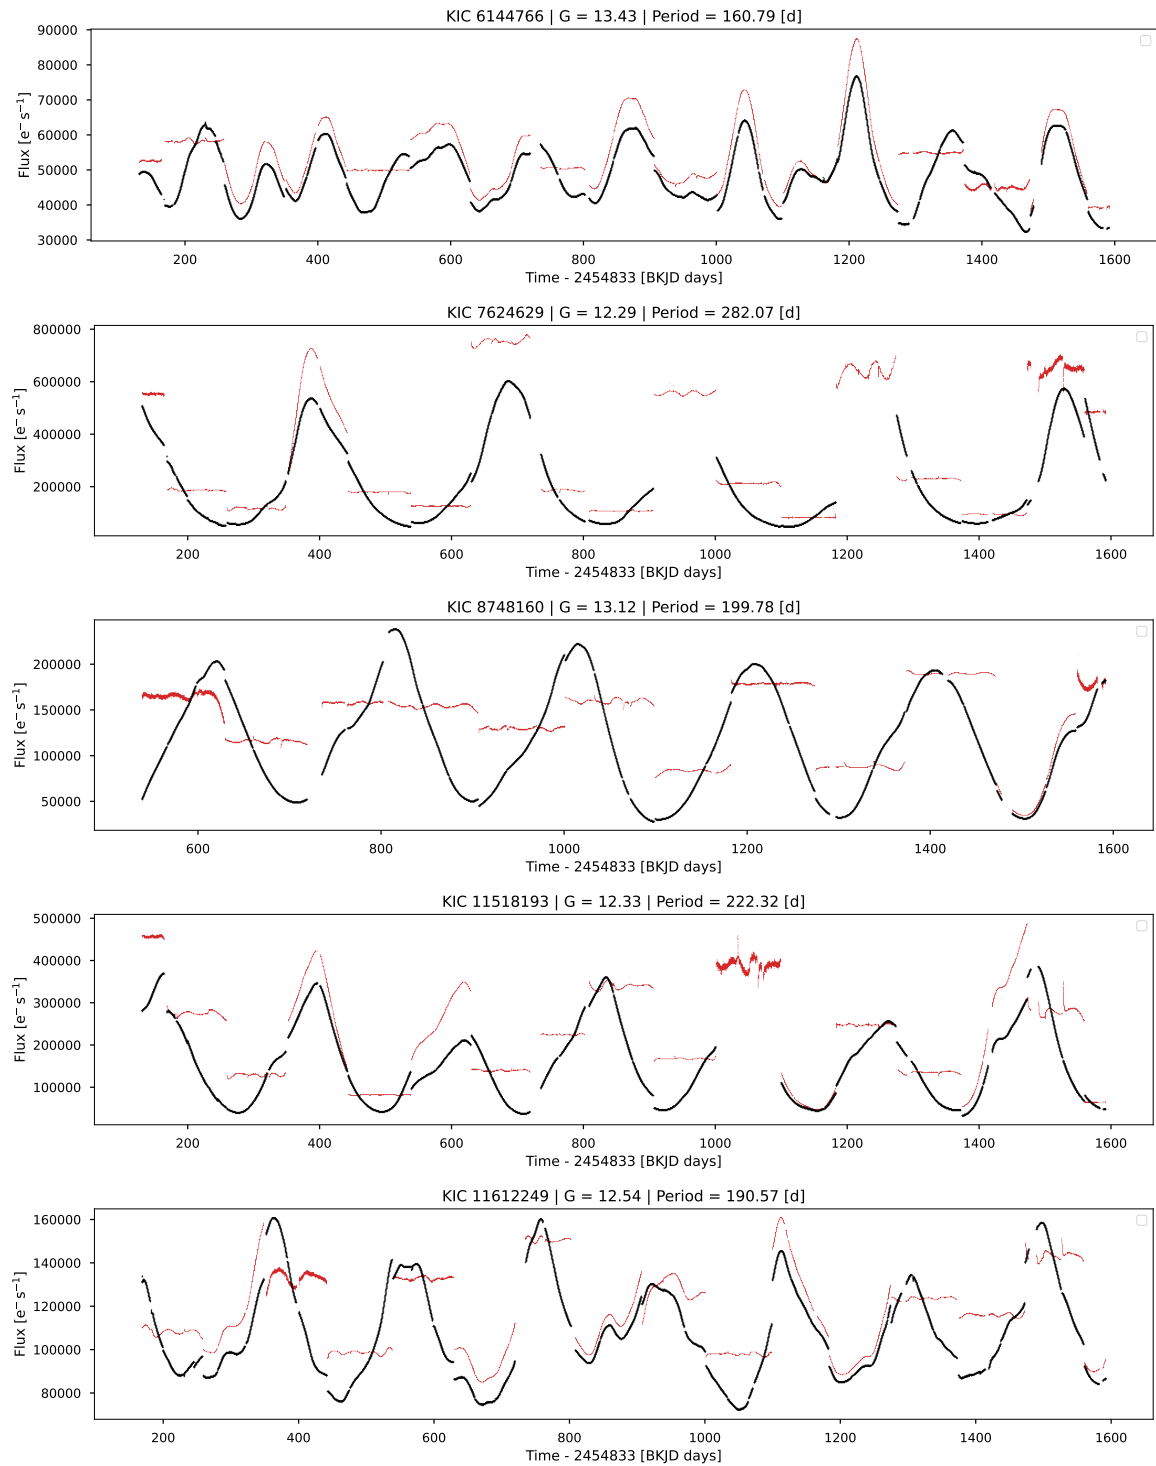 KIC 6144766 | G = 13.43 | Period = 160.79 [d]
90000
80000
70000
60000
50000
40000
30000
Flux [e⁻ s⁻¹]
200 400 600 800 1000 1200 1400 1600
Time - 2454833 [BKJD days]
KIC 7624629 | G = 12.29 | Period = 282.07 [d]
800000
600000
400000
200000
Flux [e⁻ s⁻¹]
200 400 600 800 1000 1200 1400 1600
Time - 2454833 [BKJD days]
KIC 8748160 | G = 13.12 | Period = 199.78 [d]
200000
150000
100000
50000
Flux [e⁻ s⁻¹]
600 800 1000 1200 1400 1600
Time - 2454833 [BKJD days]
KIC 11518193 | G = 12.33 | Period = 222.32 [d]
500000
400000
300000
200000
100000
Flux [e⁻ s⁻¹]
200 400 600 800 1000 1200 1400 1600
Time - 2454833 [BKJD days]
KIC 11612249 | G = 12.54 | Period = 190.57 [d]
160000
140000
120000
100000
80000
Flux [e⁻ s⁻¹]
200 400 600 800 1000 1200 1400 1600
Time - 2454833 [BKJD days]